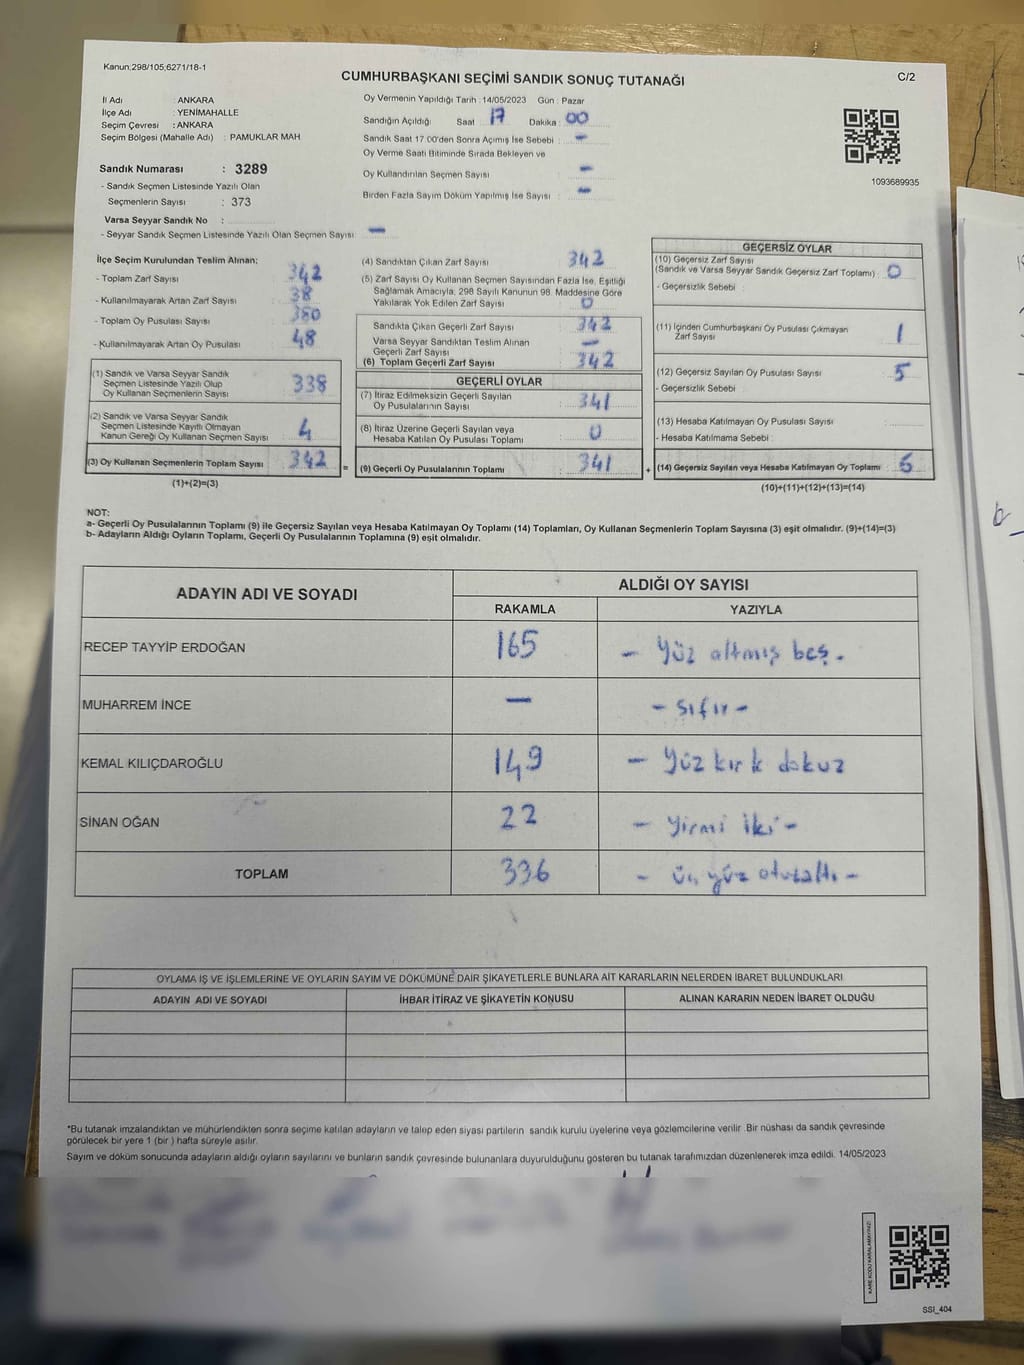 Kanun:298/105;6271/18-1
C/2
CUMHURBAŞKANI SEÇİMİ SANDIK SONUÇ TUTANAĞI
İl Adı : ANKARA
İlçe Adı : YENİMAHALLE
Seçim Çevresi : ANKARA
Seçim Bölgesi (Mahalle Adı) : PAMUKLAR MAH
Sandık Numarası : 3289
- Sandık Seçmen Listesinde Yazılı Olan
Seçmenlerin Sayısı : 373
Varsa Seyyar Sandık No :
- Seyyar Sandık Seçmen Listesinde Yazılı Olan Seçmen Sayısı —
Oy Vermenin Yapıldığı Tarih : 14/05/2023 Gün : Pazar
Sandığın Açıldığı Saat : 17 Dakika : 00
Sandık Saat 17.00'den Sonra Açımış İse Sebebi : —
Oy Verme Saati Bitiminde Sırada Bekleyen ve
Oy Kullandırılan Seçmen Sayısı —
Birden Fazla Sayım Döküm Yapılmış İse Sayısı : —
1093689935
İlçe Seçim Kurulundan Teslim Alınan:
- Toplam Zarf Sayısı 342
- Kullanılmayarak Artan Zarf Sayısı : 38
- Toplam Oy Pusulası Sayısı 380
- Kullanılmayarak Artan Oy Pusulası 48
(1) Sandık ve Varsa Seyyar Sandık
Seçmen Listesinde Yazılı Olup
Oy Kullanan Seçmenlerin Sayısı 338
(2) Sandık ve Varsa Seyyar Sandık
Seçmen Listesinde Kayıtlı Olmayan
Kanun Gereği Oy Kullanan Seçmen Sayısı 4
(3) Oy Kullanan Seçmenlerin Toplam Sayısı 342 =
(1)+(2)=(3)
(4) Sandıktan Çıkan Zarf Sayısı 342
(5) Zarf Sayısı Oy Kullanan Seçmen Sayısından Fazla İse, Eşitliği
Sağlamak Amacıyla, 298 Sayılı Kanunun 98. Maddesine Göre
Yakılarak Yok Edilen Zarf Sayısı 0
Sandıkta Çıkan Geçerli Zarf Sayısı : 342
Varsa Seyyar Sandıktan Teslim Alınan
Geçerli Zarf Sayısı —
(6) Toplam Geçerli Zarf Sayısı 342
GEÇERLİ OYLAR
(7) İtiraz Edilmeksizin Geçerli Sayılan
Oy Pusulalarının Sayısı 341
(8) İtiraz Üzerine Geçerli Sayılan veya
Hesaba Katılan Oy Pusulası Toplamı 0
(9) Geçerli Oy Pusulalarının Toplamı 341 +
GEÇERSİZ OYLAR
(10) Geçersiz Zarf Sayısı
(Sandık ve Varsa Seyyar Sandık Geçersiz Zarf Toplamı) : 0
- Geçersizlik Sebebi :
(11) İçinden Cumhurbaşkanı Oy Pusulası Çıkmayan
Zarf Sayısı 1
(12) Geçersiz Sayılan Oy Pusulası Sayısı 5
- Geçersizlik Sebebi
(13) Hesaba Katılmayan Oy Pusulası Sayısı
- Hesaba Katılmama Sebebi
(14) Geçersiz Sayılan veya Hesaba Katılmayan Oy Toplamı 6
(10)+(11)+(12)+(13)=(14)
NOT:
a- Geçerli Oy Pusulalarının Toplamı (9) ile Geçersiz Sayılan veya Hesaba Katılmayan Oy Toplamı (14) Toplamları, Oy Kullanan Seçmenlerin Toplam Sayısına (3) eşit olmalıdır. (9)+(14)=(3)
b- Adayların Aldığı Oyların Toplamı, Geçerli Oy Pusulalarının Toplamına (9) eşit olmalıdır.
ADAYIN ADI VE SOYADI ALDIĞI OY SAYISI
RAKAMLA YAZIYLA
RECEP TAYYİP ERDOĞAN 165 - Yüz altmış beş.
MUHARREM İNCE — - sıfır -
KEMAL KILIÇDAROĞLU 149 - Yüz kırk dokuz
SİNAN OĞAN 22 - Yirmi iki -
TOPLAM 336 - üç yüz otuzaltı -
OYLAMA İŞ VE İŞLEMLERİNE VE OYLARIN SAYIM VE DÖKÜMÜNE DAİR ŞİKAYETLERLE BUNLARA AİT KARARLARIN NELERDEN İBARET BULUNDUKLARI
ADAYIN ADI VE SOYADI İHBAR İTİRAZ VE ŞİKAYETİN KONUSU ALINAN KARARIN NEDEN İBARET OLDUĞU
*Bu tutanak imzalandıktan ve mühürlendikten sonra seçime katılan adayların ve talep eden siyasi partilerin sandık kurulu üyelerine veya gözlemcilerine verilir. Bir nüshası da sandık çevresinde
görülecek bir yere 1 (bir) hafta süreyle asılır.
Sayım ve döküm sonucunda adayların aldığı oyların sayılarını ve bunların sandık çevresinde bulunanlara duyurulduğunu gösteren bu tutanak tarafımızdan düzenlenerek imza edildi. 14/05/2023
KARE KODU KARALAMAYINIZ!
SSI_404